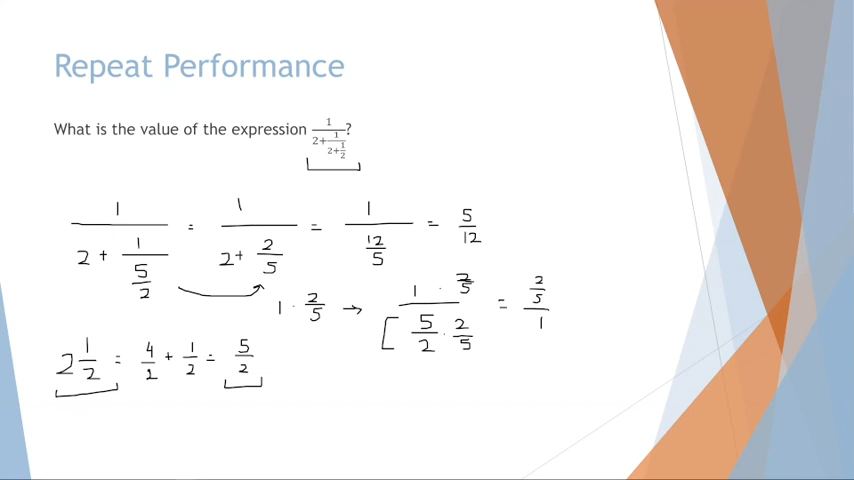 Repeat Performance
What is the value of the expression 1/(2+1/(2+1/2))?
1/(2 + 1/(5/2)) = 1/(2+ 2/5) = 1/(12/5) = 5/12
1 · 2/5 → (1 · 2/5)/([5/2 · 2/5) = (2/5)/1
2 1/2 = 4/2 + 1/2 = 5/2